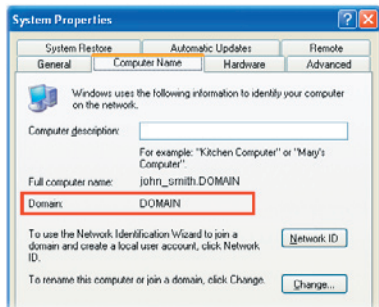 System Properties
System Restore Automatic Updates Remote
General Computer Name Hardware Advanced
Windows uses the following information to identify your computer
on the network.
Computer description:
For example: "Kitchen Computer" or "Mary's
Computer".
Full computer name: john_smith.DOMAIN
Domain: DOMAIN
To use the Network Identification Wizard to join a
domain and create a local user account, click Network
ID.
Network ID
To rename this computer or join a domain, click Change.
Change...